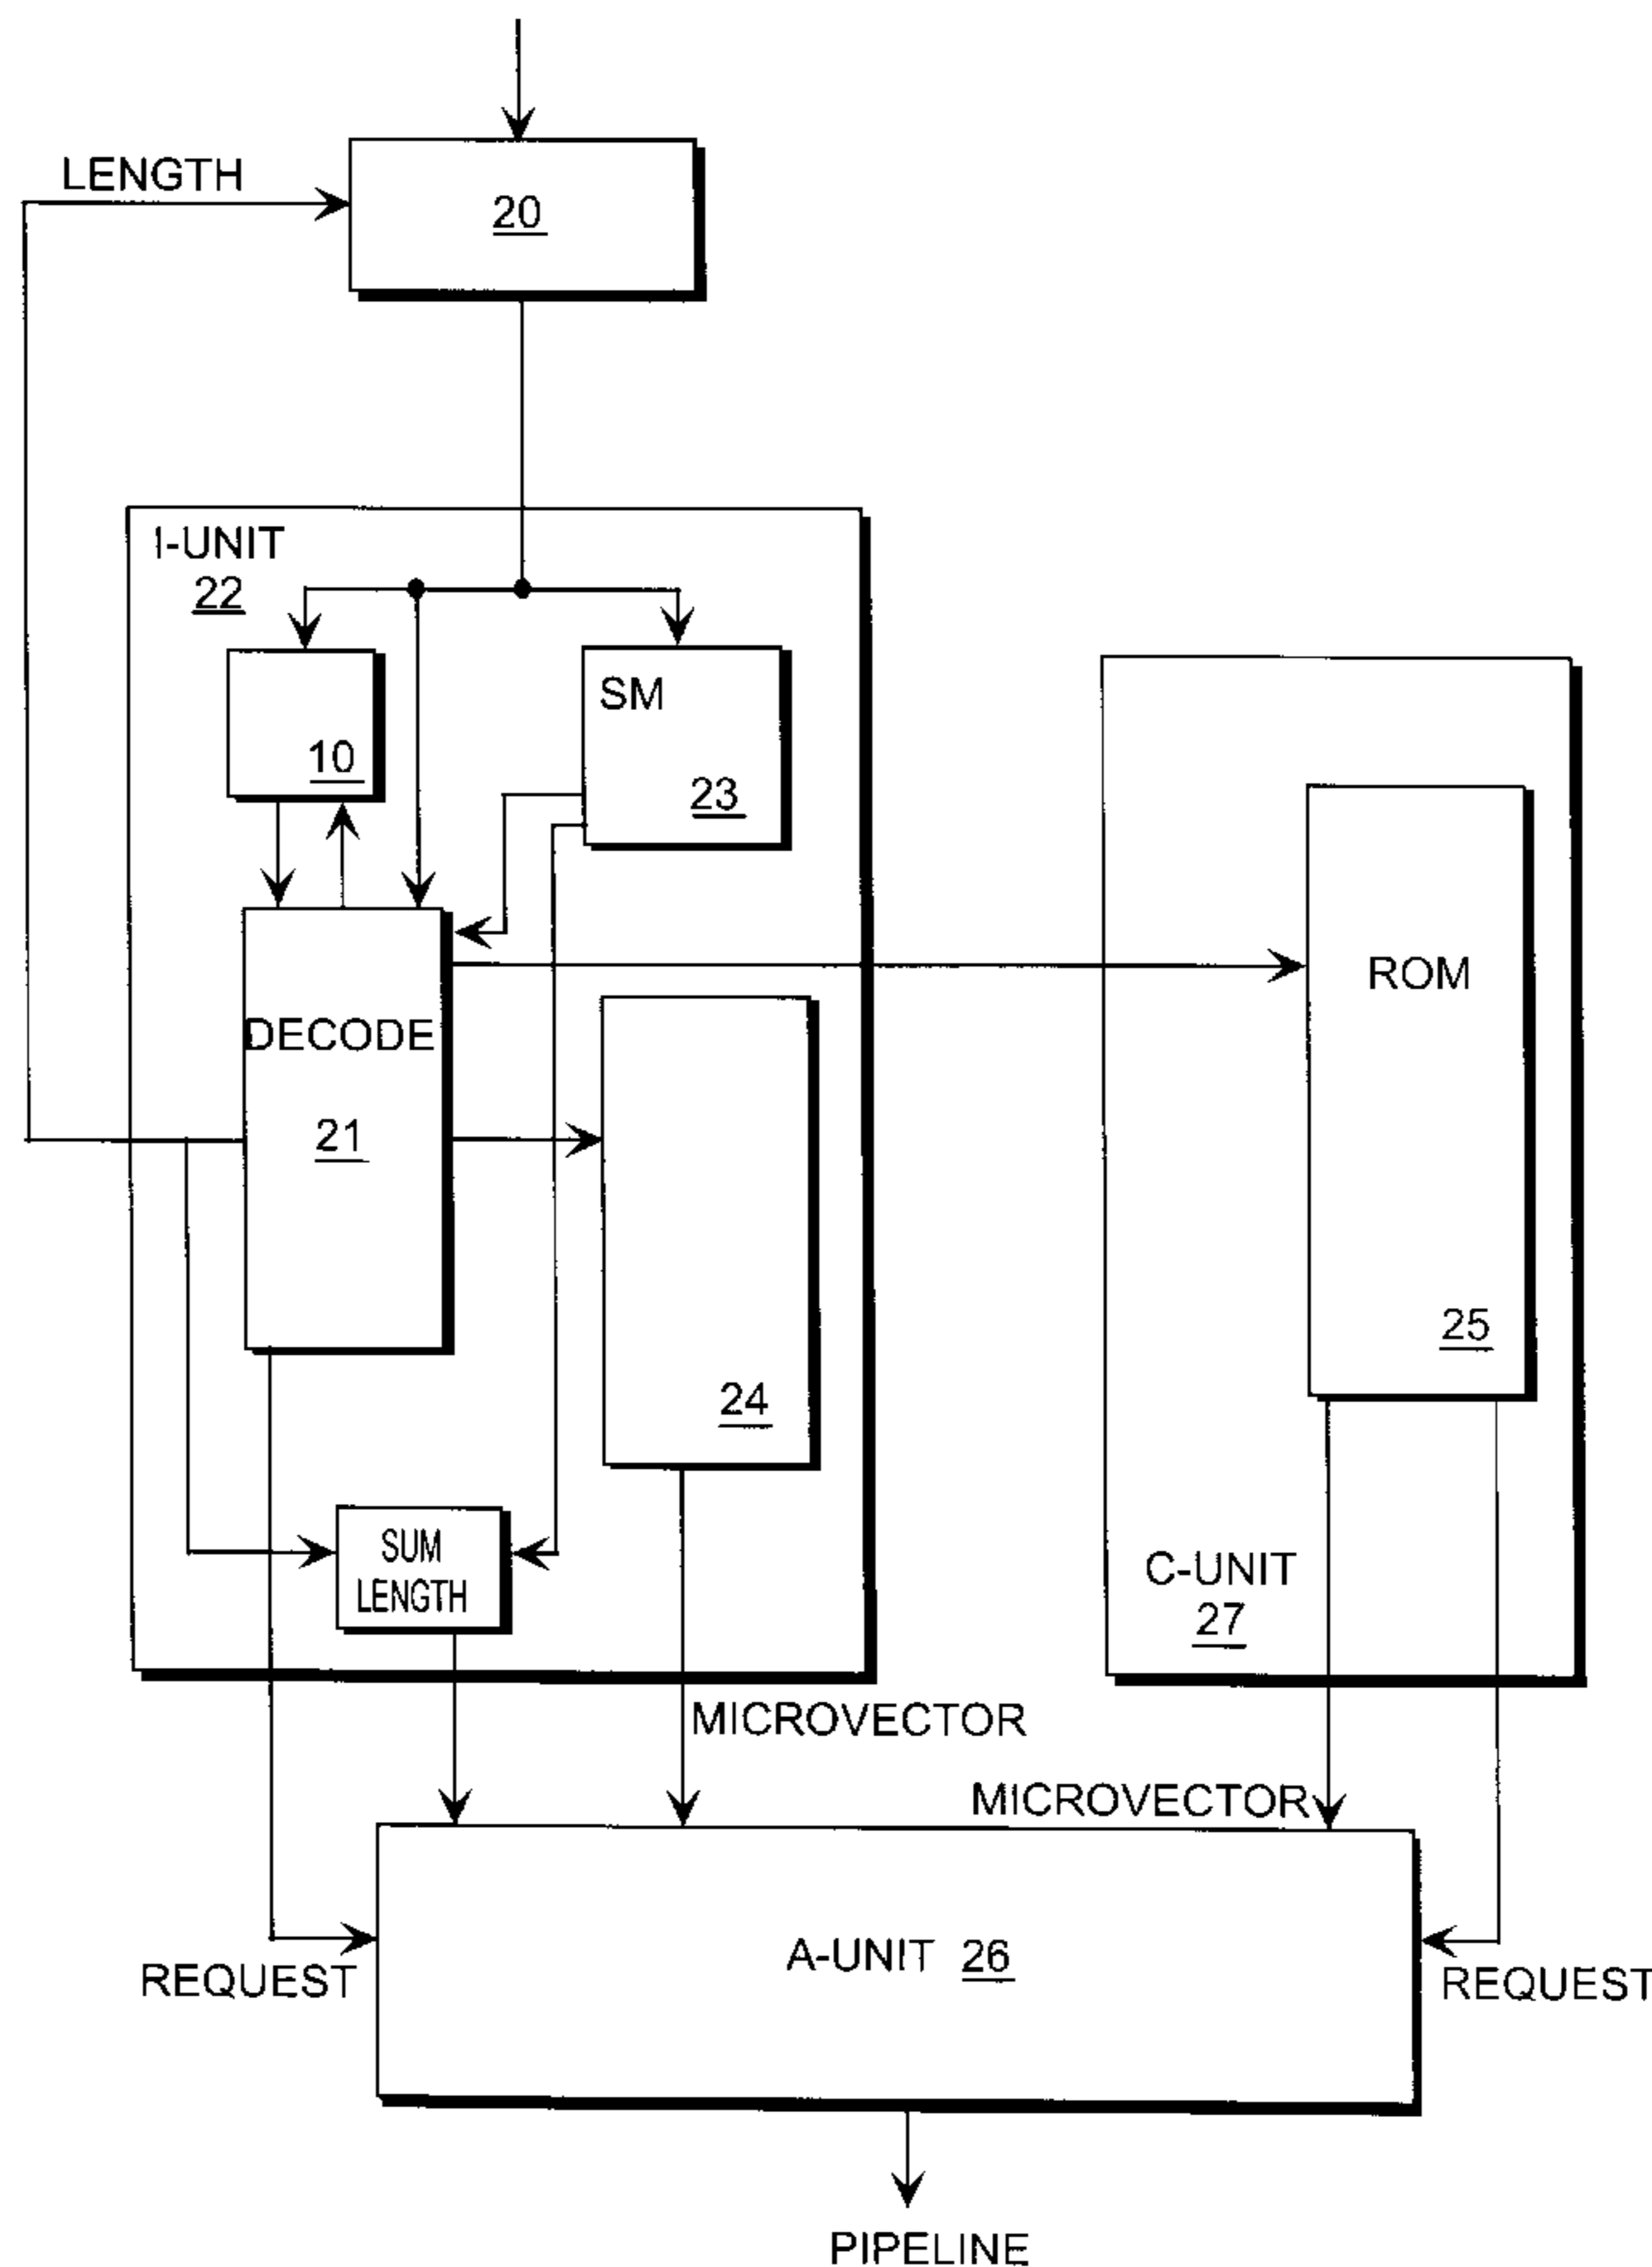 LENGTH
20
I-UNIT
22
SM
10
23
ROM
DECODE
21
25
24
SUM
LENGTH
C-UNIT
27
MICROVECTOR
MICROVECTOR
A-UNIT 26
REQUEST
REQUEST
PIPELINE